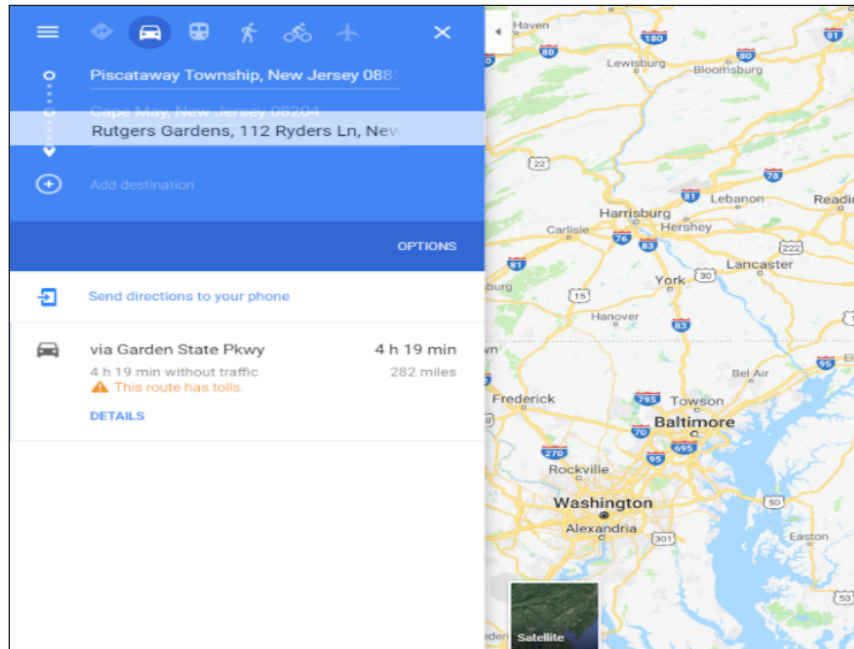 Piscataway Township, New Jersey 088
Cape May, New Jersey 08204
Rutgers Gardens, 112 Ryders Ln, New
Add destination
OPTIONS
Send directions to your phone
via Garden State Pkwy 4 h 19 min
4 h 19 min without traffic 282 miles
This route has tolls.
DETAILS
Haven
180
81
80
80
Lewisburg
Bloomsburg
22
78
81
Lebanon
Readin
Harrisburg
Carlisle
76
83
Hershey
222
Lancaster
81
York
30
15
Hanover
83
95
Bel Air
Frederick
795
Towson
Baltimore
70
695
95
270
Rockville
Washington
50
Alexandria
301
Easton
50
Satellite